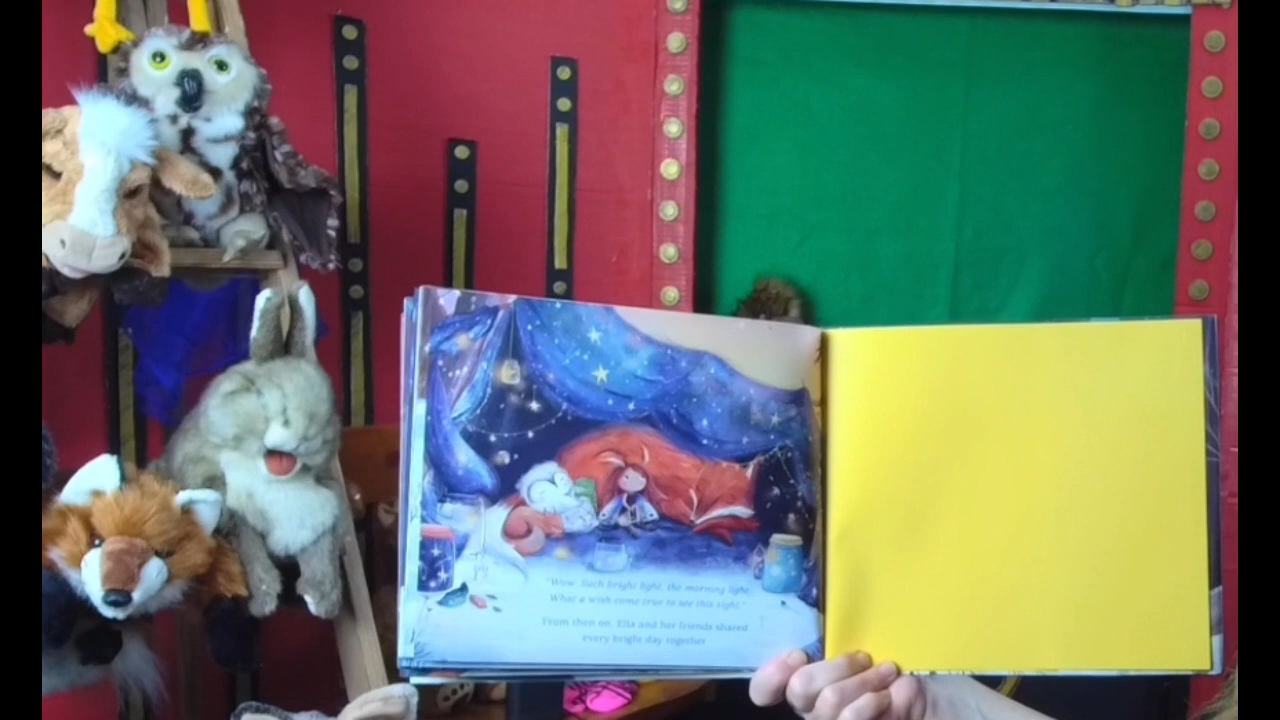 "Wow. Such bright light, the morning light.
What a wish come true to see this sight."
From then on, Ella and her friends shared
every bright day together